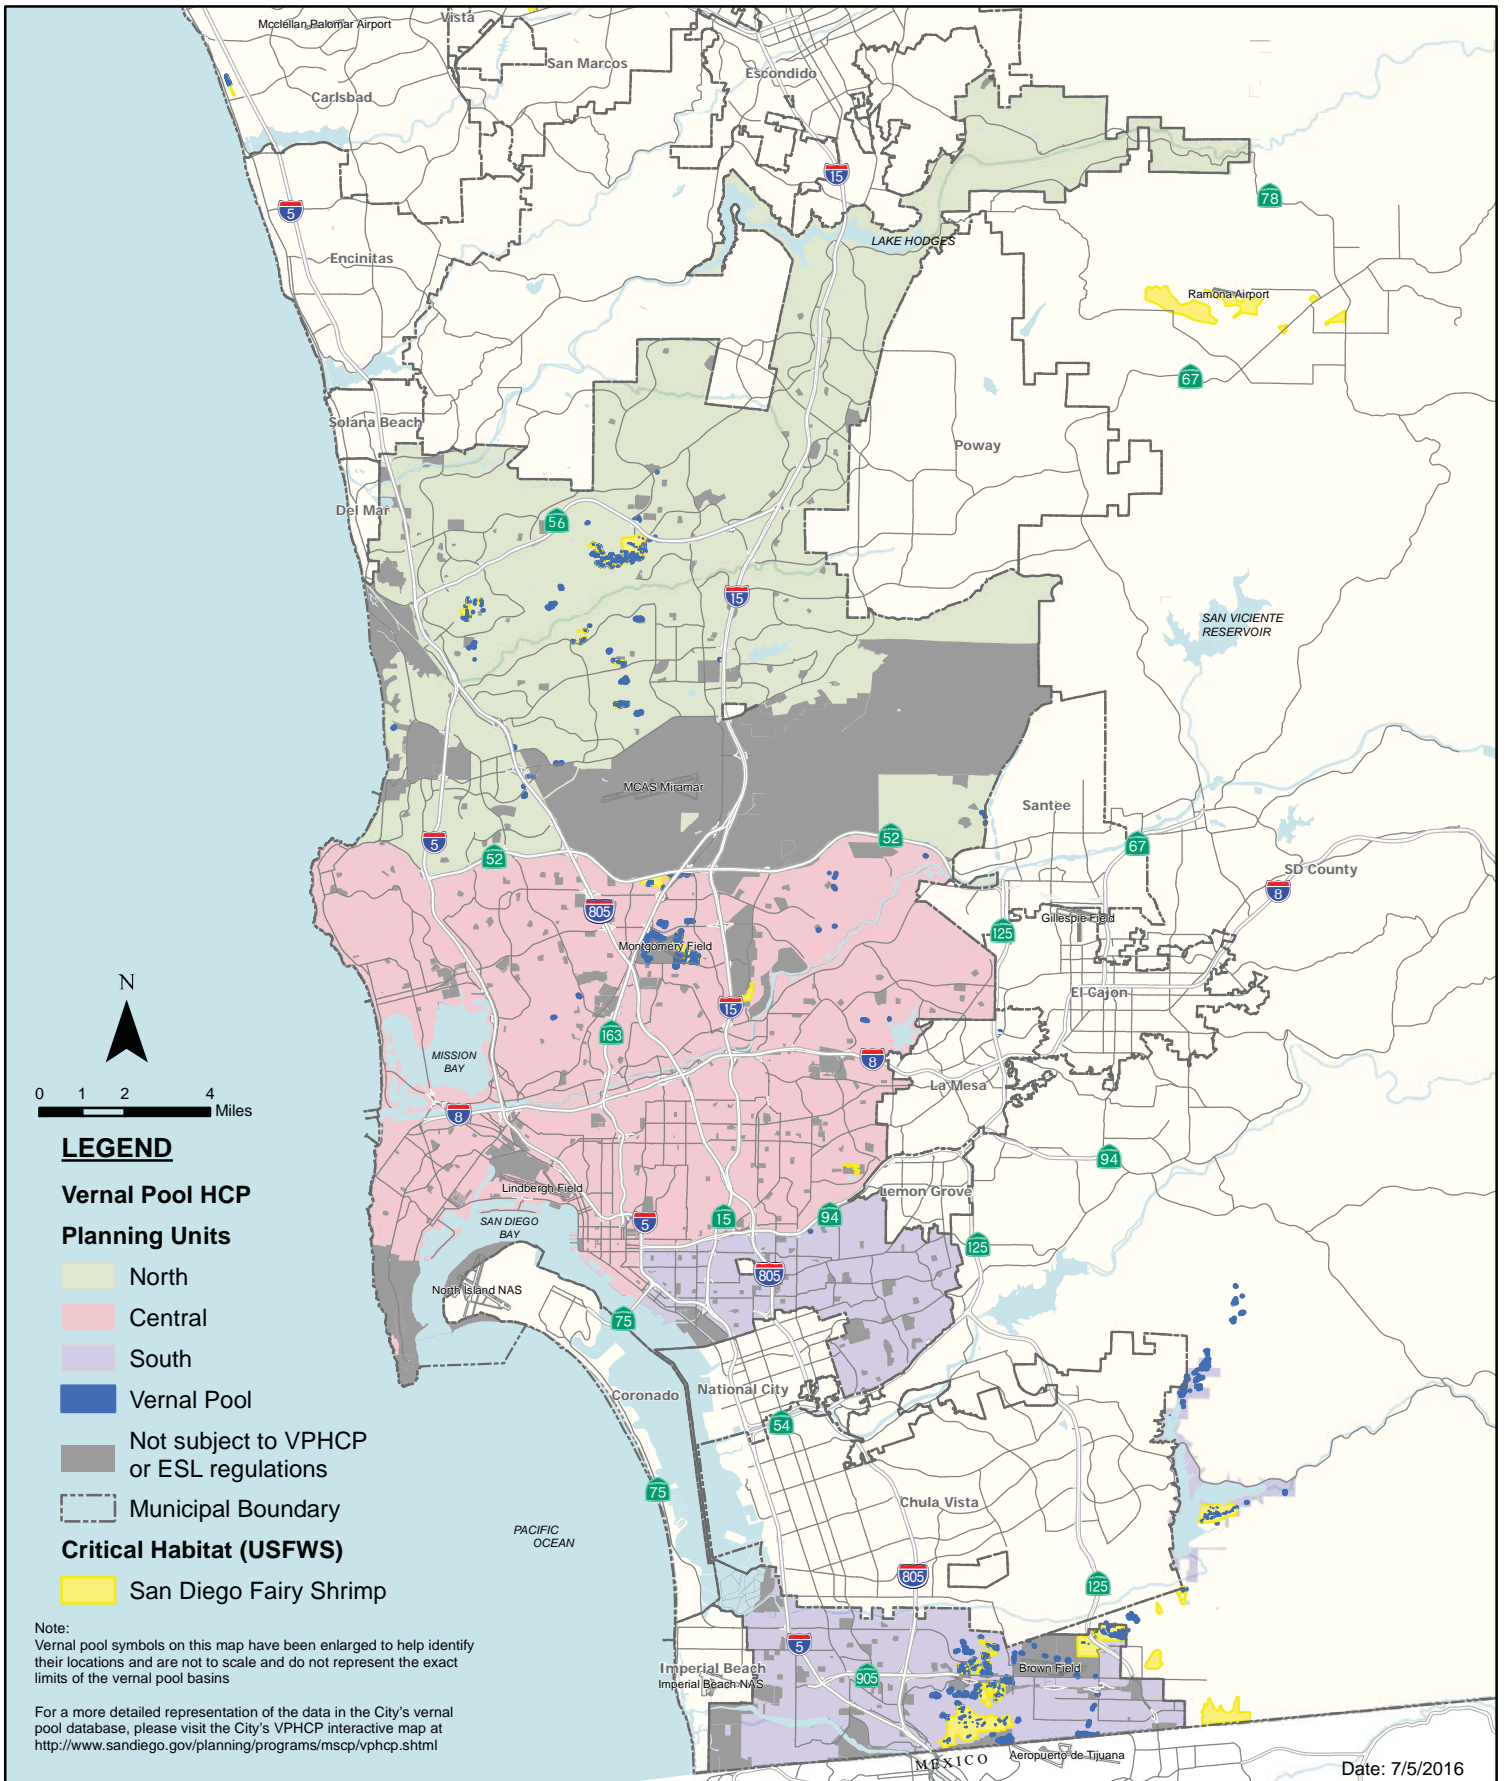 Mcclellan Palomar Airport
Vista
San Marcos
Escondido
Carlsbad
15
78
5
LAKE HODGES
Encinitas
Ramona Airport
67
Solana Beach
Poway
Del Mar
56
15
SAN VICIENTE
RESERVOIR
MCAS Miramar
Santee
5
52
52
67
SD County
8
805
Gillespie Field
125
Montgomery Field
N
El Cajon
15
163
MISSION
BAY
8
La Mesa
0 1 2 4
Miles
8
94
LEGEND
Vernal Pool HCP
Planning Units
North
Central
South
Vernal Pool
Not subject to VPHCP
or ESL regulations
Municipal Boundary
Critical Habitat (USFWS)
San Diego Fairy Shrimp
Lindbergh Field
Lemon Grove
SAN DIEGO
BAY
5
15
94
125
805
North Island NAS
75
Coronado
National City
54
75
Chula Vista
PACIFIC
OCEAN
805
125
5
Imperial Beach
Imperial Beach NAS
905
Brown Field
MEXICO
Aeropuerto de Tijuana
Note:
Vernal pool symbols on this map have been enlarged to help identify
their locations and are not to scale and do not represent the exact
limits of the vernal pool basins
For a more detailed representation of the data in the City's vernal
pool database, please visit the City's VPHCP interactive map at
http://www.sandiego.gov/planning/programs/mscp/vphcp.shtml
Date: 7/5/2016